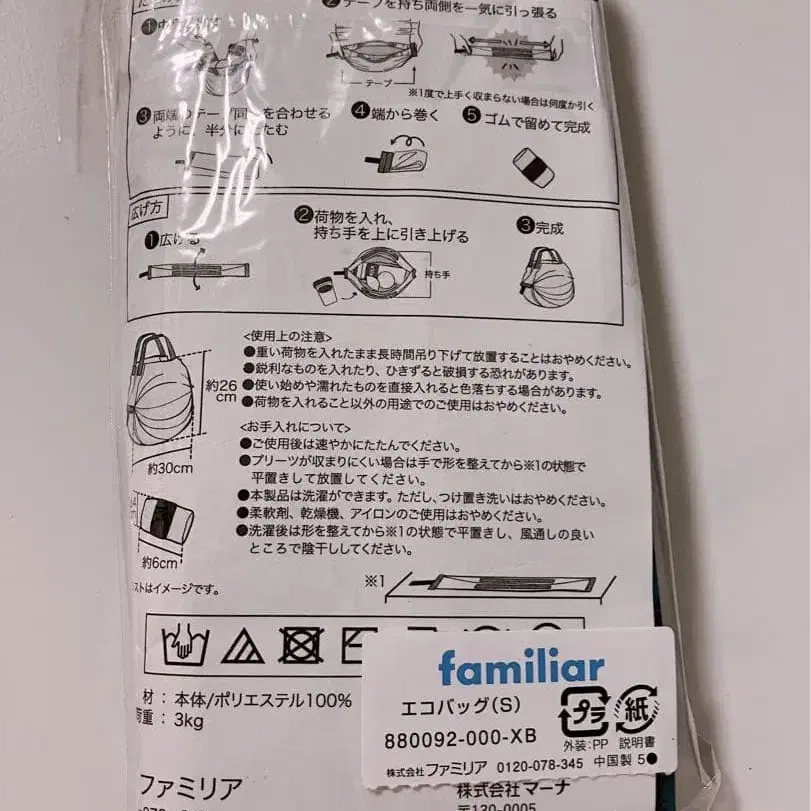 ②テープを持ち両側を一気に引っ張る
①
テープ
※1度で上手く収まらない場合は何度か引く
③両端のテープ同士を合わせる
ように、半分にたたむ
④端から巻く
⑤ゴムで留めて完成
広げ方
①広げる
②荷物を入れ、
持ち手を上に引き上げる
持ち手
③完成
約26
cm
約30cm
約6cm
ストはイメージです。
<使用上の注意>
●重い荷物を入れたまま長時間吊り下げて放置することはおやめください。
●鋭利なものを入れたり、ひきずると破損する恐れがあります。
●使い始めや濡れたものを直接入れると色落ちする場合があります。
●荷物を入れること以外の用途でのご使用はおやめください。
<お手入れについて>
●ご使用後は速やかにたたんでください。
●プリーツが収まりにくい場合は手で形を整えてから※1の状態で
平置きして放置してください。
●本製品は洗濯ができます。ただし、つけ置き洗いはおやめください。
●柔軟剤、乾燥機、アイロンのご使用はおやめください。
●洗濯後は形を整えてから※1の状態で平置きし、風通しの良い
ところで陰干ししてください。
※1
材：本体/ポリエステル100%
荷重：3kg
ファミリア
familiar
エコバッグ(S)
880092-000-XB
プラ
紙
外装:PP 説明書
株式会社ファミリア 0120-078-345 中国製 5●
株式会社マーナ
〒130-0005